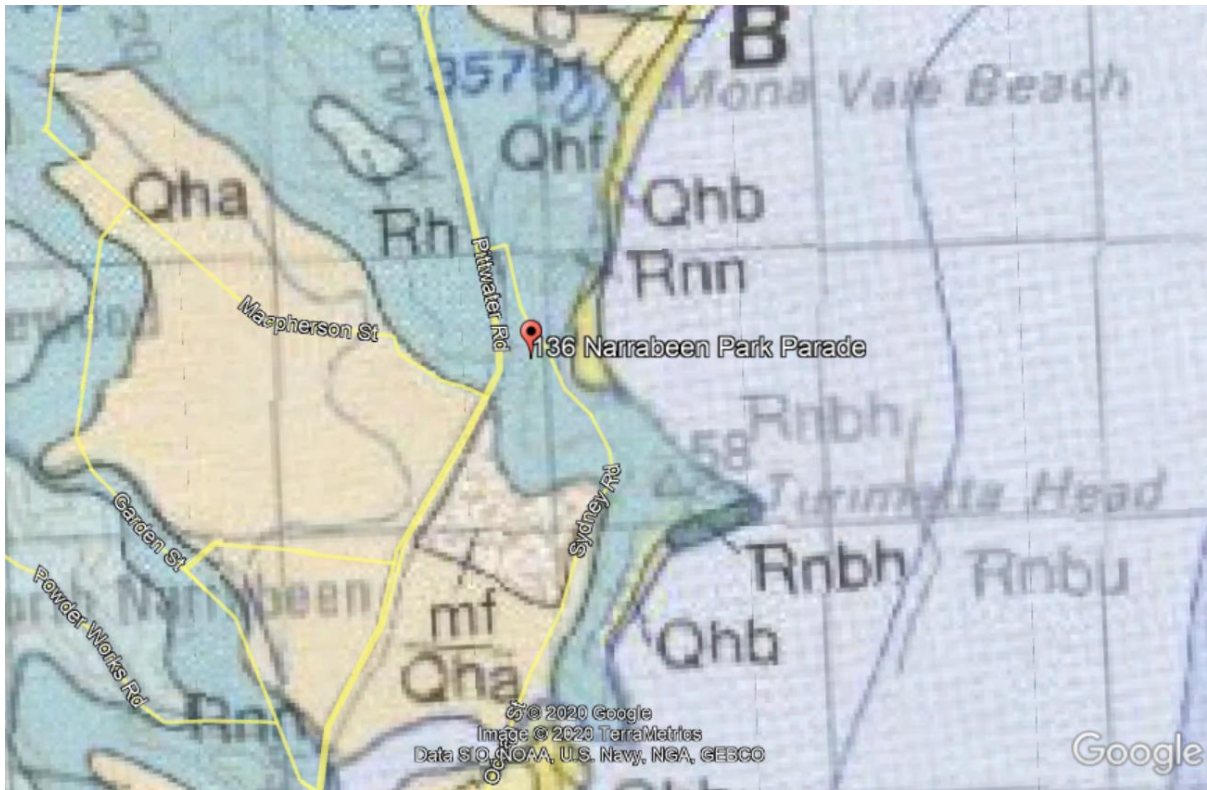 B
Mona Vale Beach
Qhf
Qha
Qhb
Rh
Pittwater Rd
Rnn
Macpherson St
136 Narrabeen Park Parade
Rnbh
58
Turimetta Head
Garden St
Sydney Rd
Rnbh
Rnbu
Powder Works Rd
Narrabeen
mf
Qha
Qhb
© 2020 Google
Image © 2020 TerraMetrics
Data SIO, NOAA, U.S. Navy, NGA, GEBCO
Google